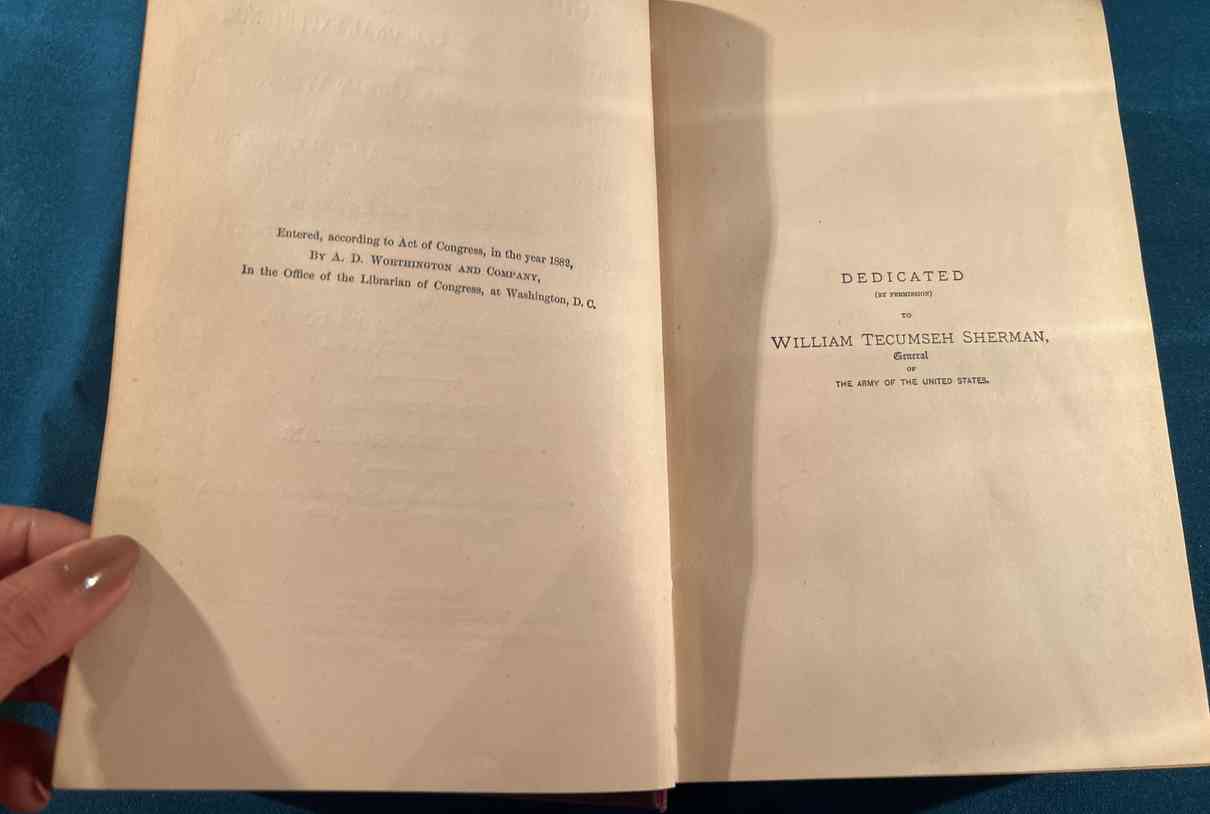 Entered, according to Act of Congress, in the year 1882,
BY A. D. WORTHINGTON AND COMPANY,
In the Office of the Librarian of Congress, at Washington, D. C.
DEDICATED
(BY PERMISSION)
TO
WILLIAM TECUMSEH SHERMAN,
General
OF
THE ARMY OF THE UNITED STATES.